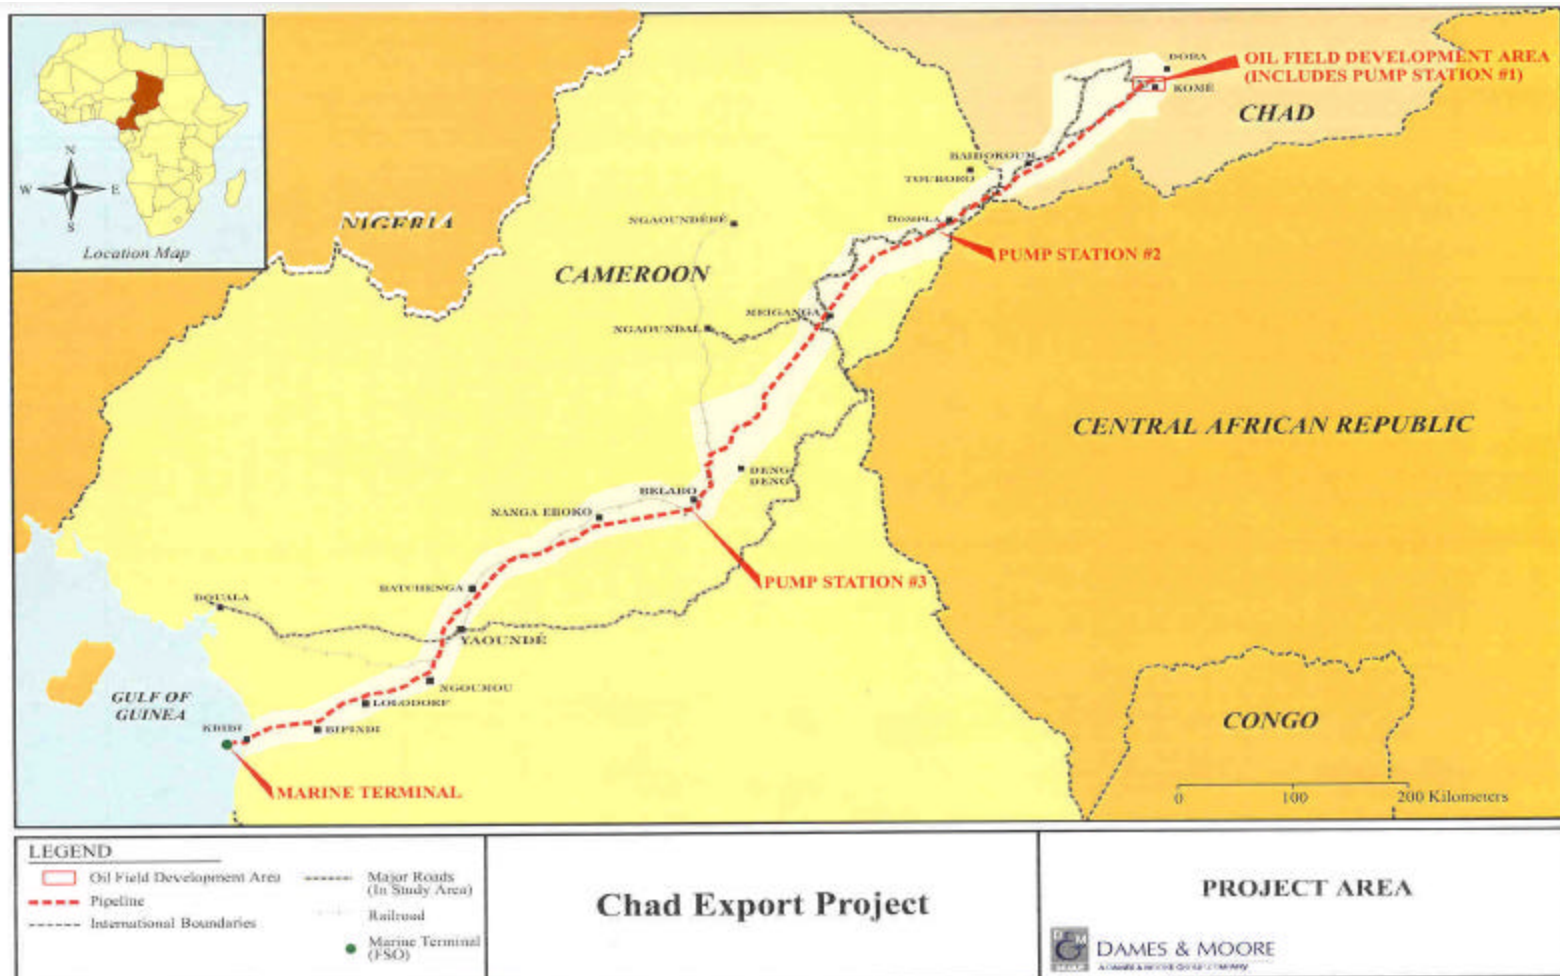 N
W
E
S
Location Map
NIGERIA
CAMEROON
CHAD
CENTRAL AFRICAN REPUBLIC
CONGO
GULF OF
GUINEA
DOBA
OIL FIELD DEVELOPMENT AREA
(INCLUDES PUMP STATION #1)
KOMÉ
BAIBOKOUM
TOUBORO
DOMPLA
NGAOUNDÉRÉ
PUMP STATION #2
MEIGANGA
NGAOUNDAL
DENG
DENG
BELABO
NANGA EBOKO
PUMP STATION #3
BATCHENGA
DOUALA
YAOUNDÉ
NGOUMOU
LOLODORF
BIPINDI
KRIBI
MARINE TERMINAL
0
100
200 Kilometers
LEGEND
Oil Field Development Area
Pipeline
International Boundaries
Major Roads
(In Study Area)
Railroad
Marine Terminal
(FSO)
Chad Export Project
PROJECT AREA
DAMES & MOORE
A DAMES & MOORE GROUP COMPANY